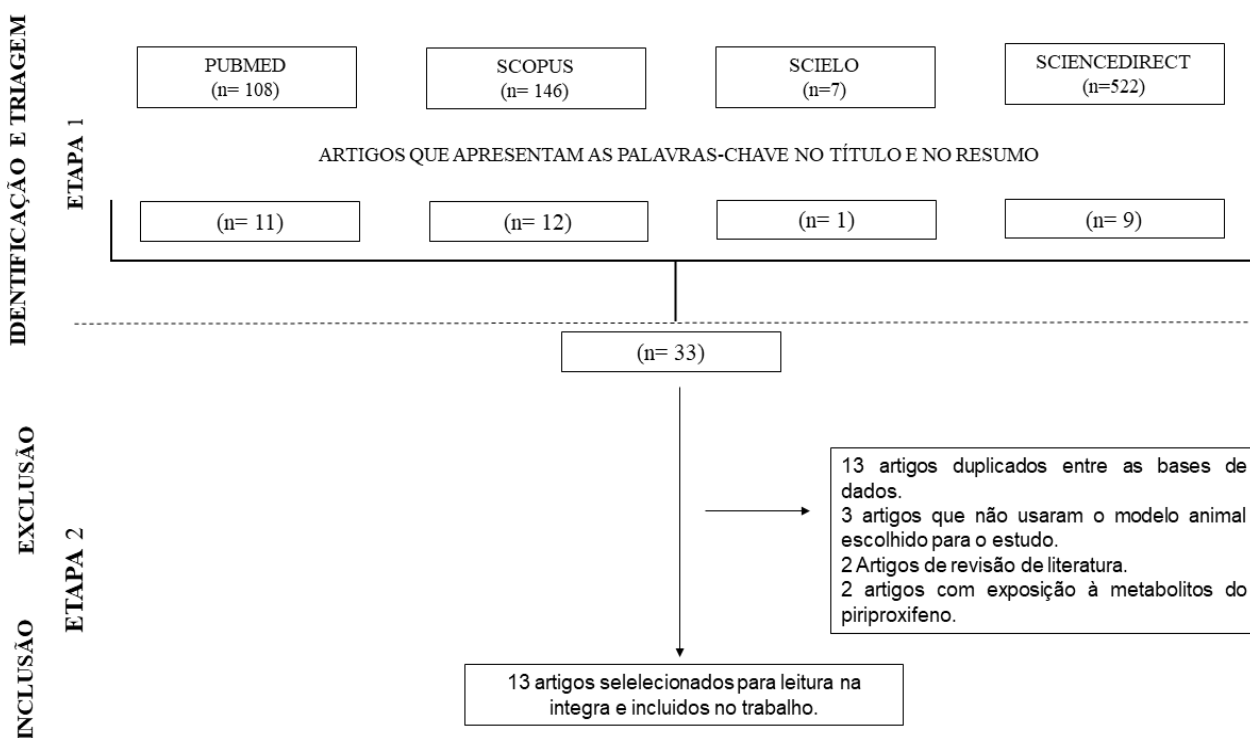 IDENTIFICAÇÃO E TRIAGEM
ETAPA 1
PUBMED
(n= 108)
SCOPUS
(n= 146)
SCIELO
(n=7)
SCIENCEDIRECT
(n=522)
ARTIGOS QUE APRESENTAM AS PALAVRAS-CHAVE NO TÍTULO E NO RESUMO
(n= 11)
(n= 12)
(n= 1)
(n= 9)
(n= 33)
EXCLUSÃO
ETAPA 2
13 artigos duplicados entre as bases de
dados.
3 artigos que não usaram o modelo animal
escolhido para o estudo.
2 Artigos de revisão de literatura.
2 artigos com exposição à metabolitos do
piriproxifeno.
INCLUSÃO
13 artigos selelecionados para leitura na
integra e incluidos no trabalho.